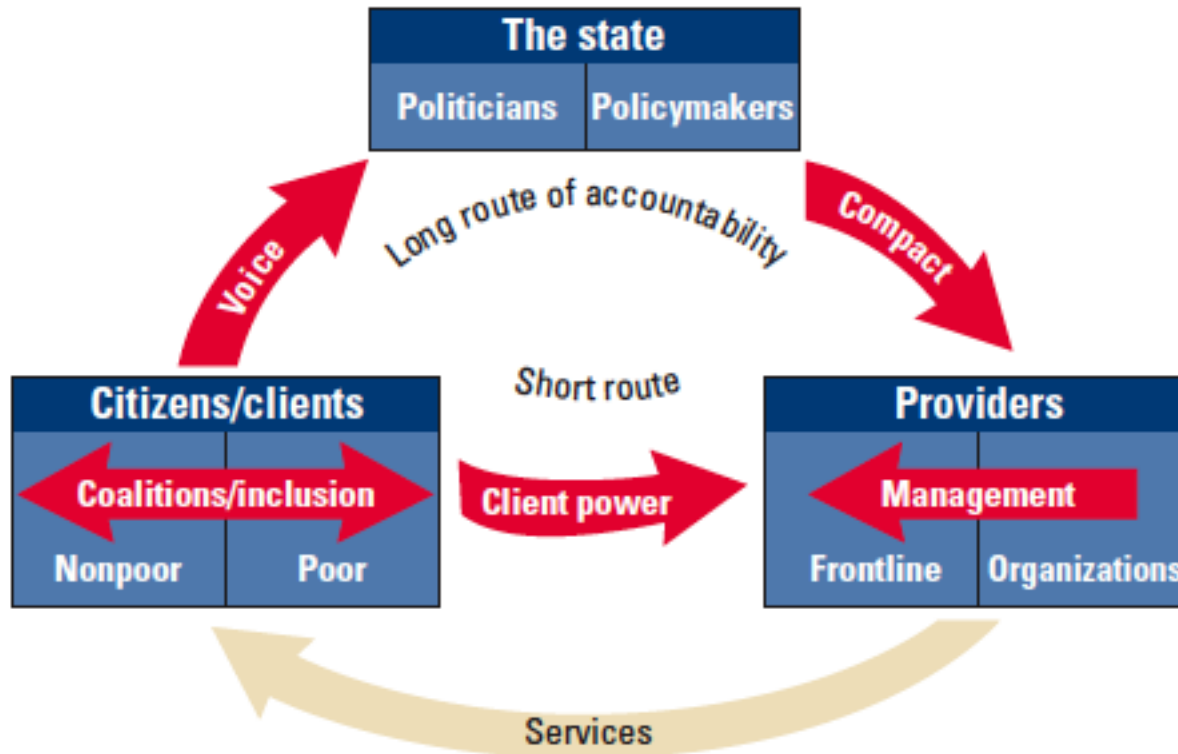 The state
Politicians
Policymakers
Long route of accountability
Voice
Compact
Short route
Citizens/clients
Providers
Coalitions/inclusion
Client power
Management
Nonpoor
Poor
Frontline
Organizations
Services